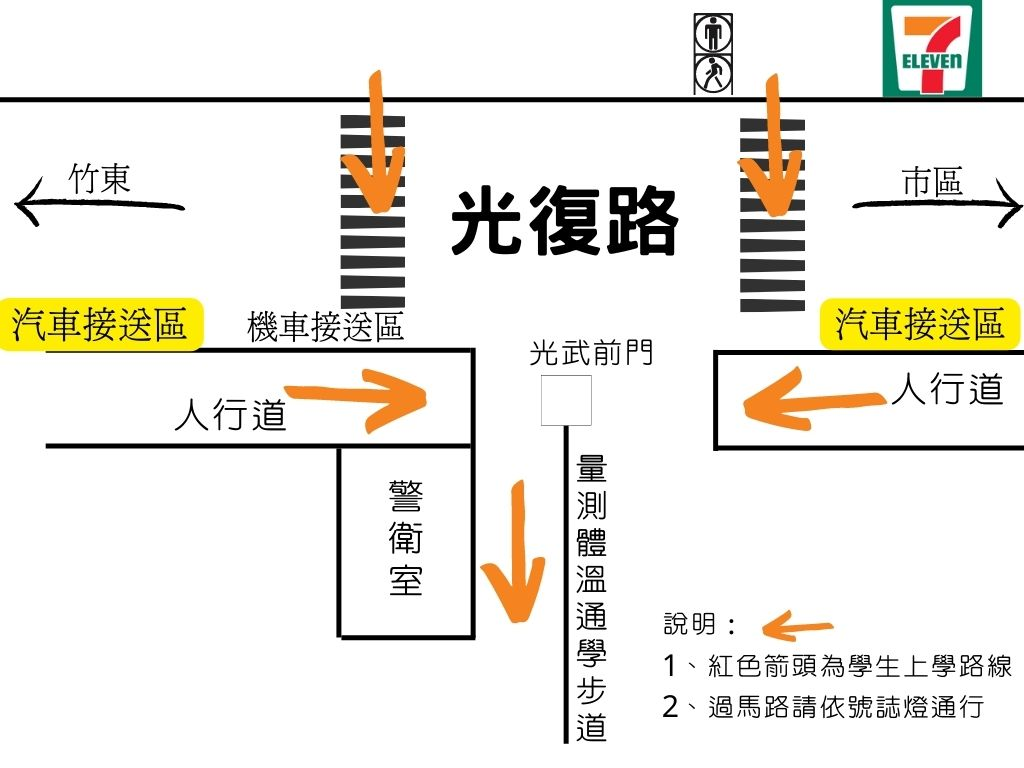 7
ELEVEn
竹東
市區
光復路
汽車接送區
機車接送區
汽車接送區
光武前門
人行道
人行道
警衛室
量測體溫通學步道
說明：
1、紅色箭頭為學生上學路線
2、過馬路請依號誌燈通行